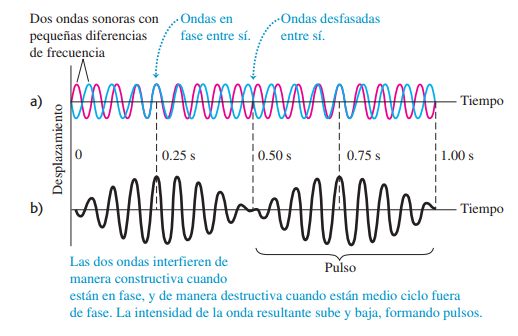 Dos ondas sonoras con
pequeñas diferencias
de frecuencia
Ondas en
fase entre sí.
Ondas desfasadas
entre sí.
a)
Tiempo
Desplazamiento
0
0.25 s
0.50 s
0.75 s
1.00 s
b)
Tiempo
Pulso
Las dos ondas interfieren de
manera constructiva cuando
están en fase, y de manera destructiva cuando están medio ciclo fuera
de fase. La intensidad de la onda resultante sube y baja, formando pulsos.